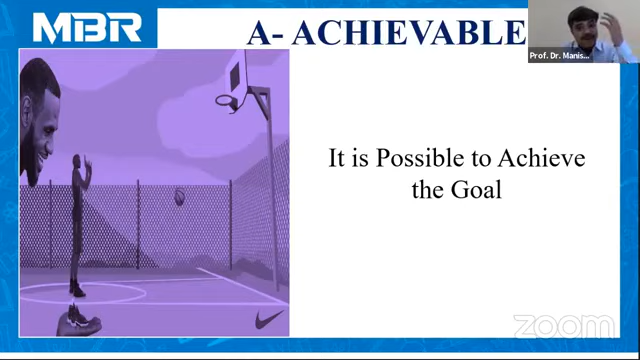 MBR
A- ACHIEVABLE
Prof. Dr. Manis...
It is Possible to Achieve
the Goal
zoom